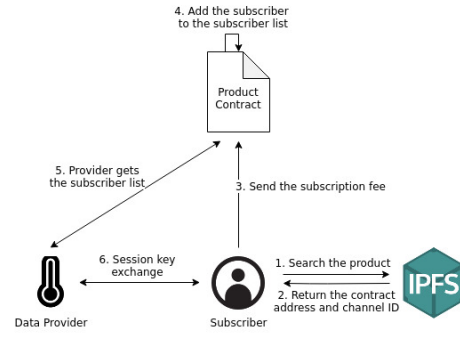 4. Add the subscriber
to the subscriber list
Product
Contract
5. Provider gets
the subscriber list
3. Send the subscription fee
6. Session key
exchange
1. Search the product
2. Return the contract
address and channel ID
IPFS
Data Provider
Subscriber